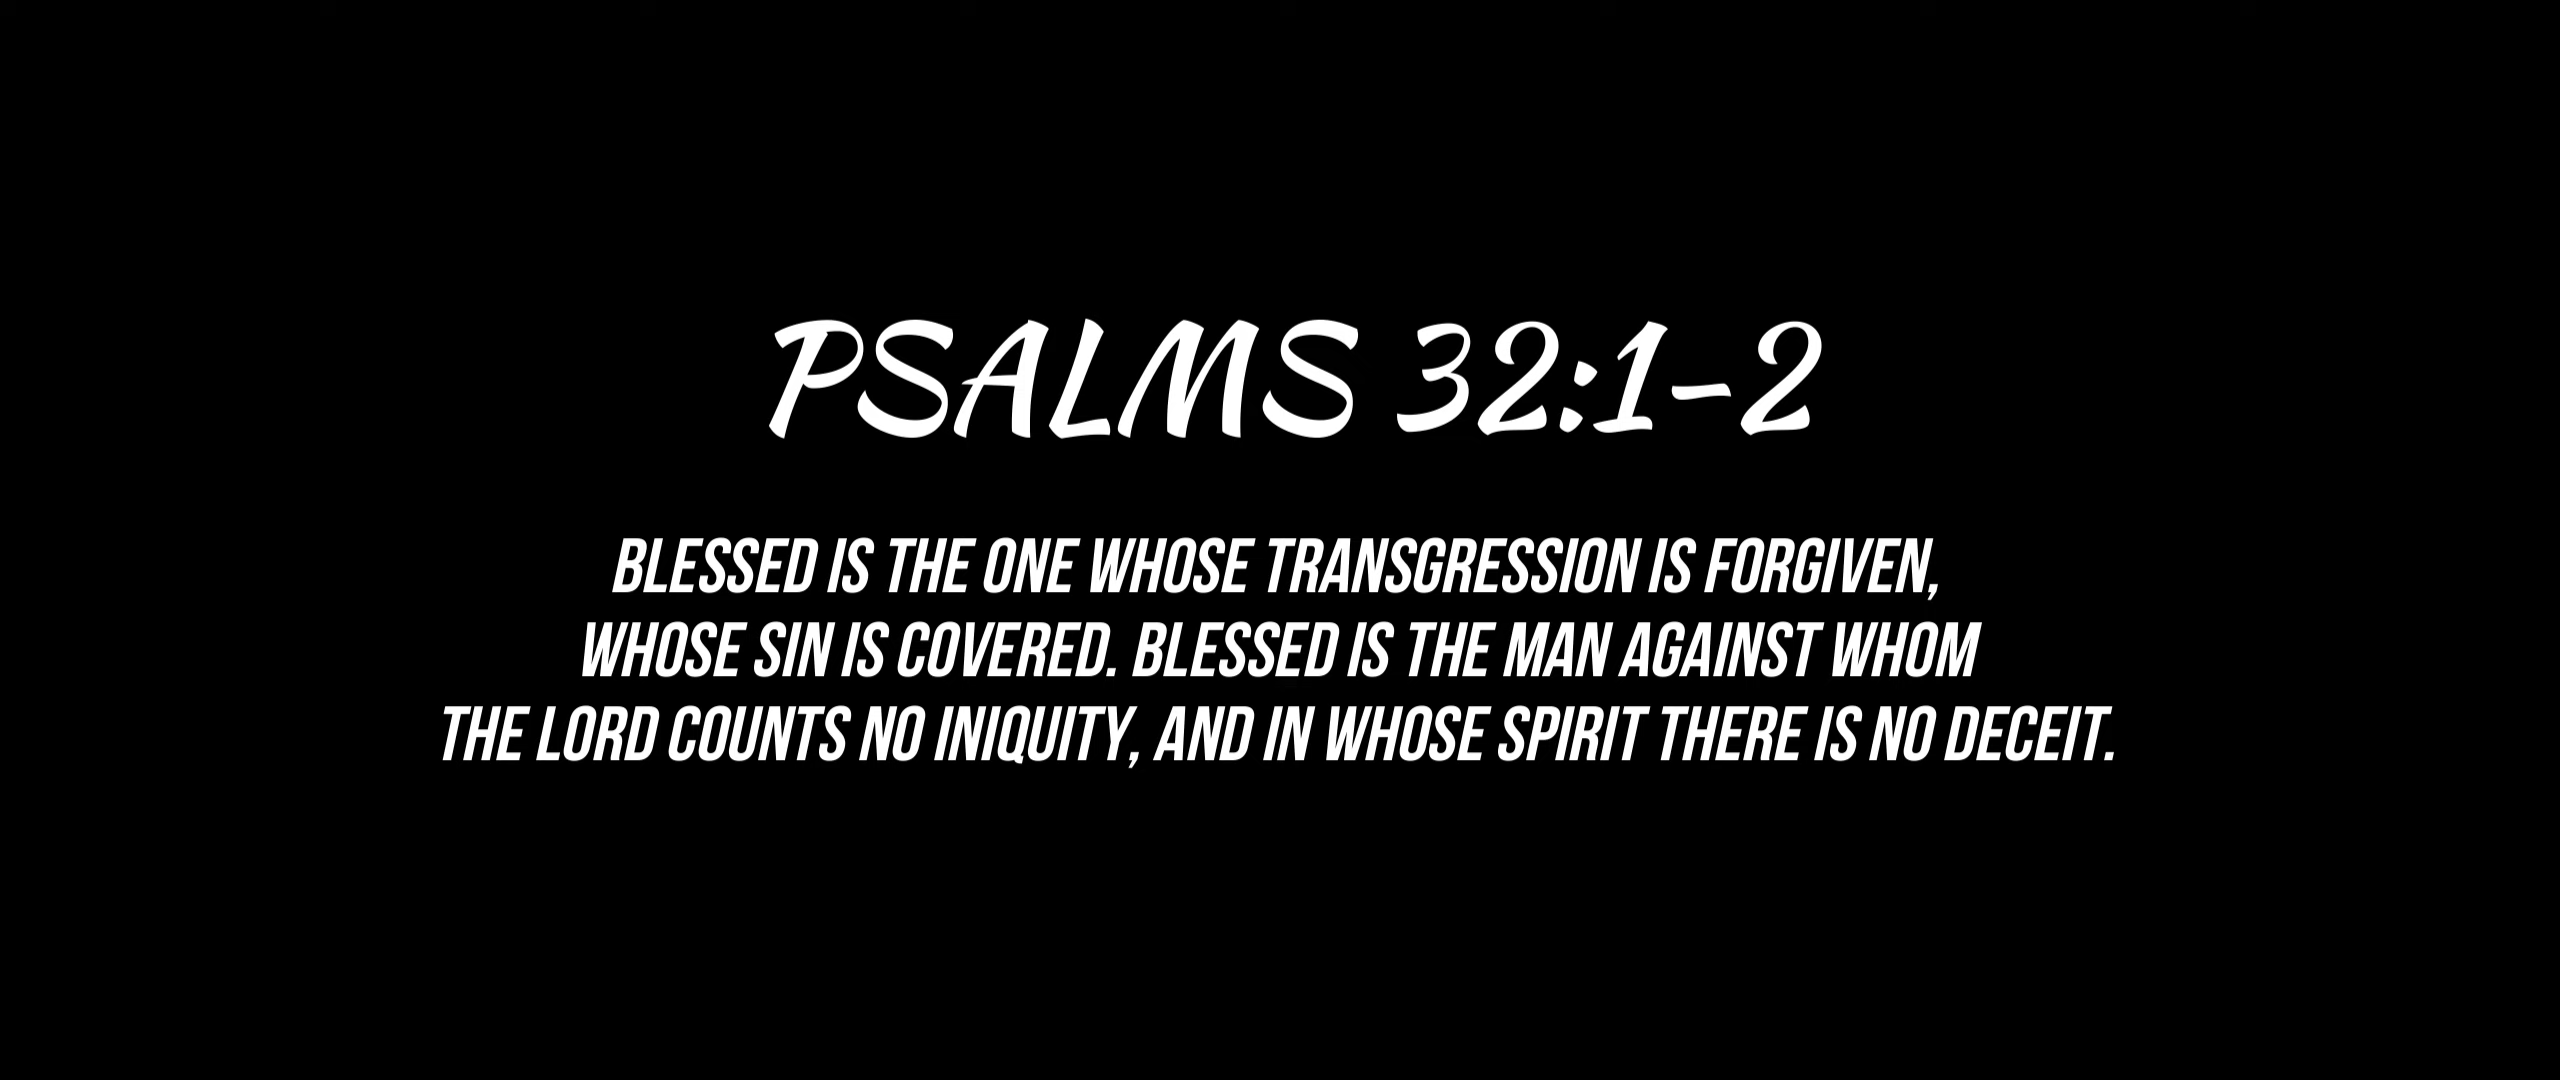 PSALMS 32:1-2
BLESSED IS THE ONE WHOSE TRANSGRESSION IS FORGIVEN,
WHOSE SIN IS COVERED. BLESSED IS THE MAN AGAINST WHOM
THE LORD COUNTS NO INIQUITY, AND IN WHOSE SPIRIT THERE IS NO DECEIT.